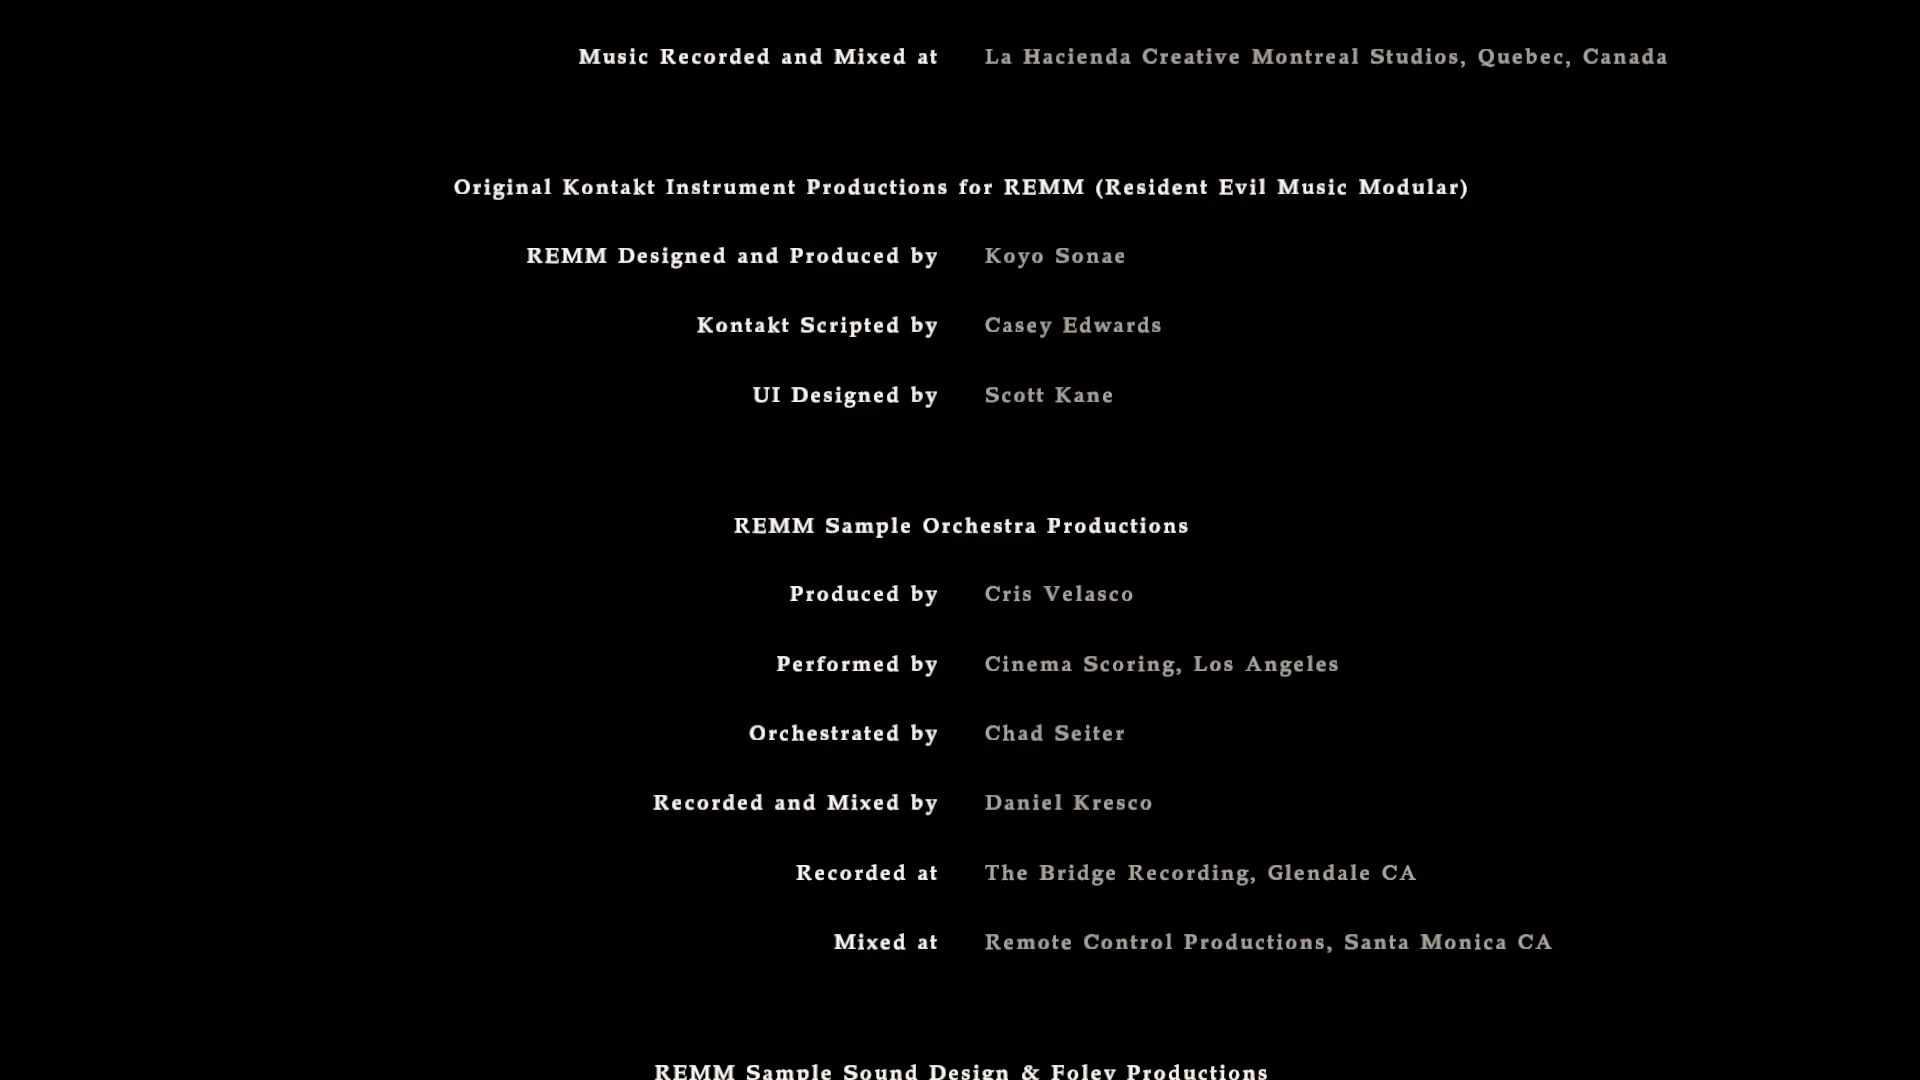 Music Recorded and Mixed at La Hacienda Creative Montreal Studios, Quebec, Canada
Original Kontakt Instrument Productions for REMM (Resident Evil Music Modular)
REMM Designed and Produced by Koyo Sonae
Kontakt Scripted by Casey Edwards
UI Designed by Scott Kane
REMM Sample Orchestra Productions
Produced by Cris Velasco
Performed by Cinema Scoring, Los Angeles
Orchestrated by Chad Seiter
Recorded and Mixed by Daniel Kresco
Recorded at The Bridge Recording, Glendale CA
Mixed at Remote Control Productions, Santa Monica CA
REMM Sample Sound Design & Foley Productions